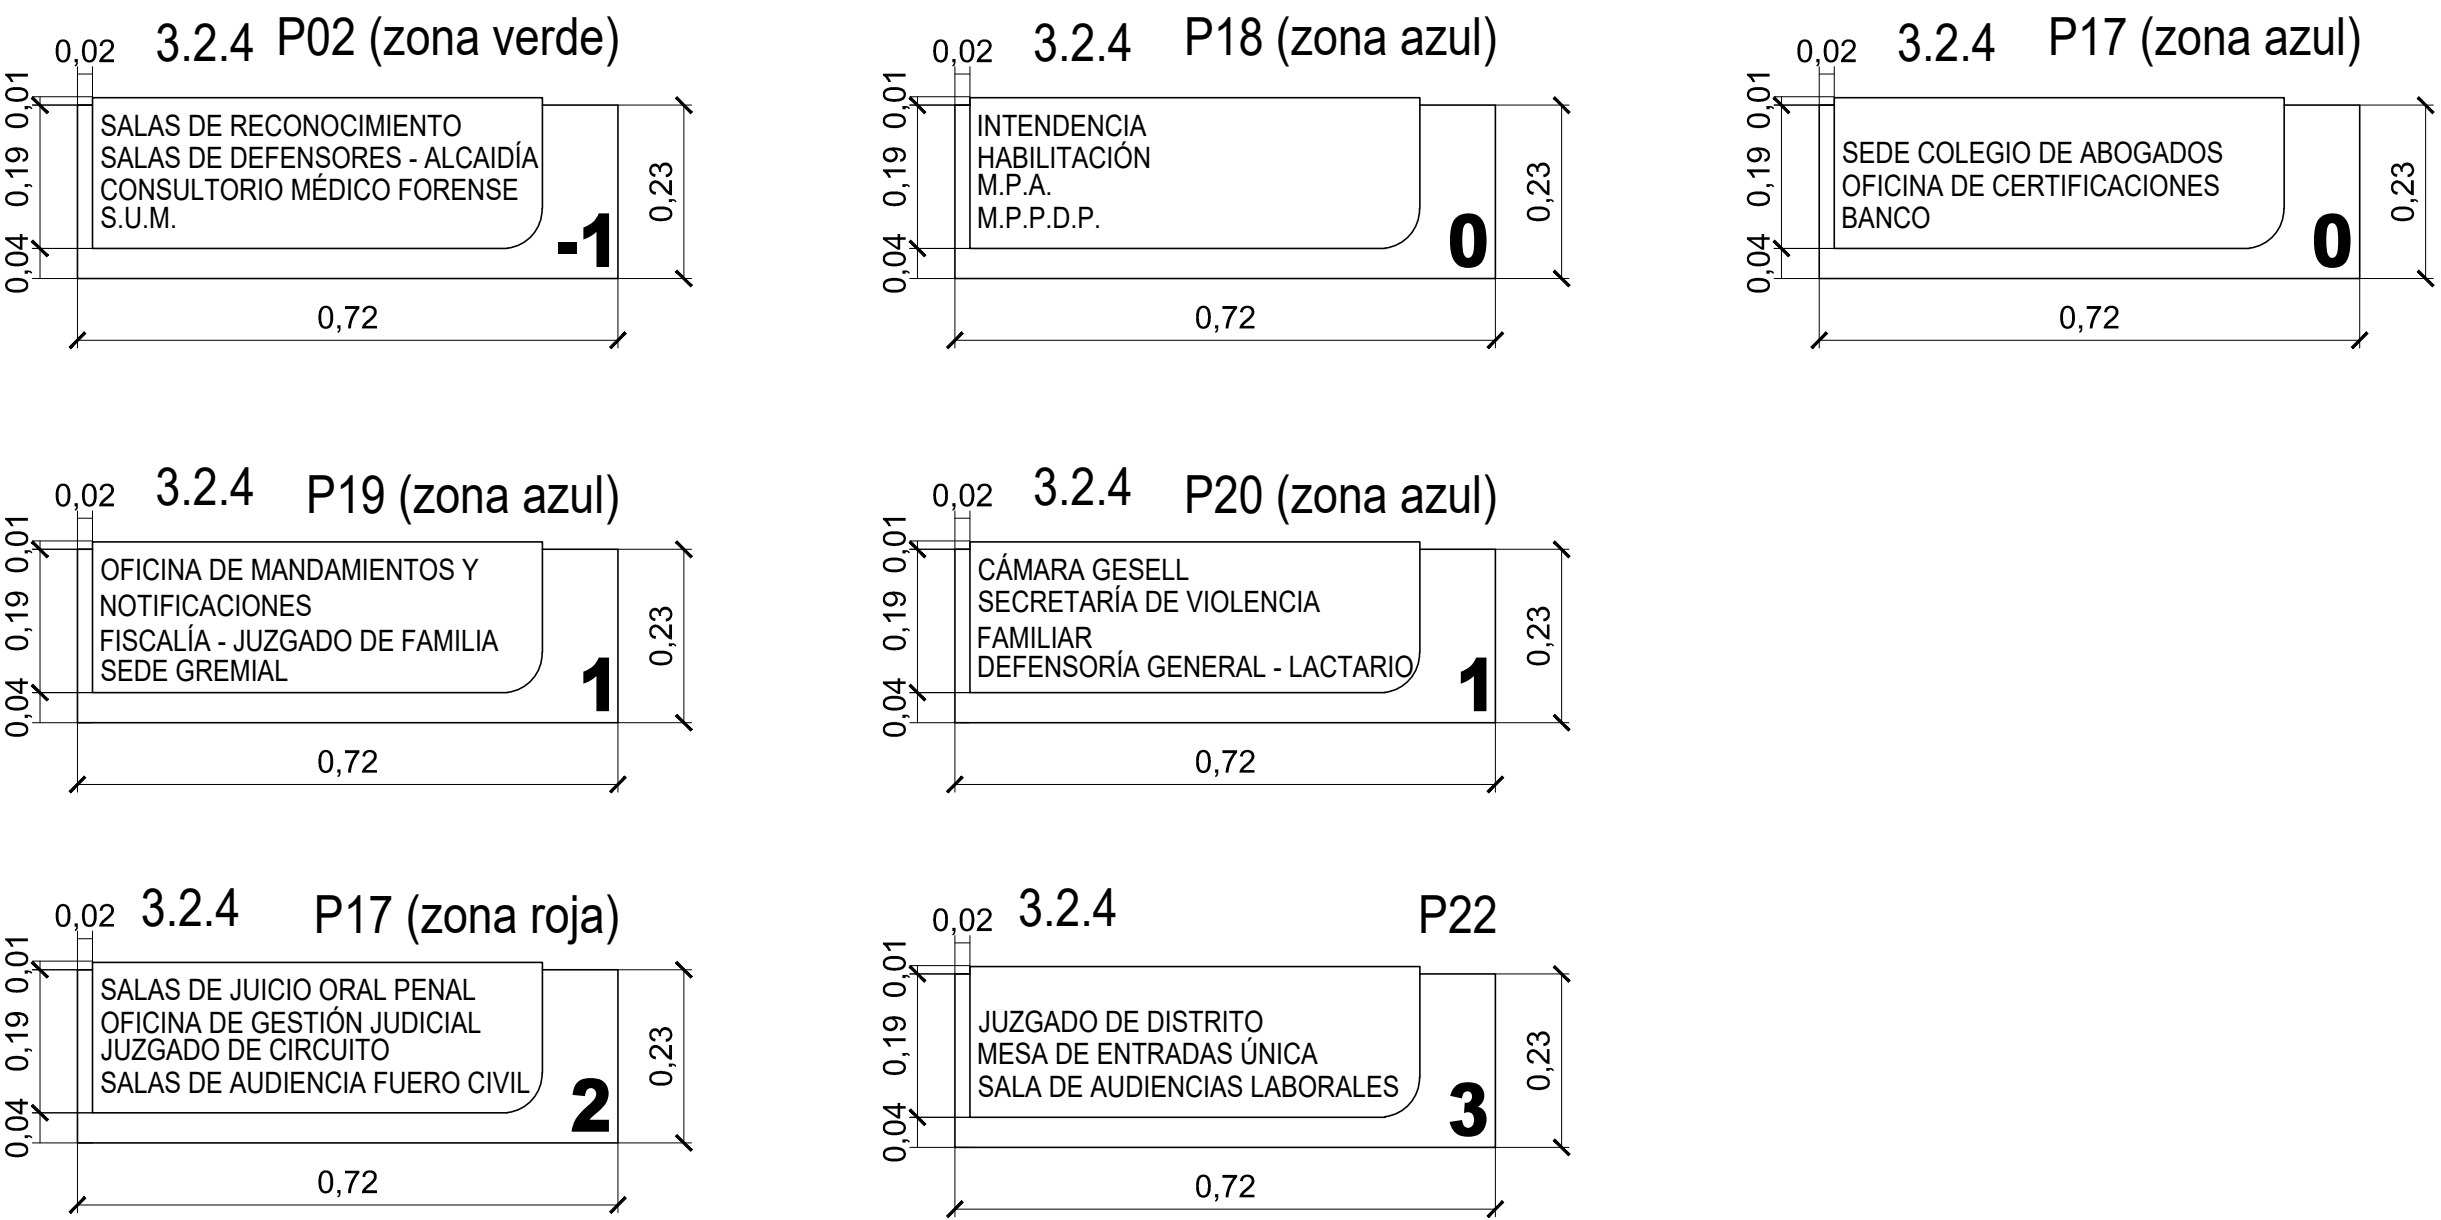 3.2.4 P02 (zona verde)
0,02
0,01
0,19
0,04
SALAS DE RECONOCIMIENTO
SALAS DE DEFENSORES - ALCAIDÍA
CONSULTORIO MÉDICO FORENSE
S.U.M.
-1
0,23
0,72
3.2.4 P18 (zona azul)
0,02
0,01
0,19
0,04
INTENDENCIA
HABILITACIÓN
M.P.A.
M.P.P.D.P.
0
0,23
0,72
3.2.4 P17 (zona azul)
0,02
0,01
0,19
0,04
SEDE COLEGIO DE ABOGADOS
OFICINA DE CERTIFICACIONES
BANCO
0
0,23
0,72
3.2.4 P19 (zona azul)
0,02
0,01
0,19
0,04
OFICINA DE MANDAMIENTOS Y
NOTIFICACIONES
FISCALÍA - JUZGADO DE FAMILIA
SEDE GREMIAL
1
0,23
0,72
3.2.4 P20 (zona azul)
0,02
0,01
0,19
0,04
CÁMARA GESELL
SECRETARÍA DE VIOLENCIA
FAMILIAR
DEFENSORÍA GENERAL - LACTARIO
1
0,23
0,72
3.2.4 P17 (zona roja)
0,02
0,01
0,19
0,04
SALAS DE JUICIO ORAL PENAL
OFICINA DE GESTIÓN JUDICIAL
JUZGADO DE CIRCUITO
SALAS DE AUDIENCIA FUERO CIVIL
2
0,23
0,72
3.2.4 P22
0,02
0,01
0,19
0,04
JUZGADO DE DISTRITO
MESA DE ENTRADAS ÚNICA
SALA DE AUDIENCIAS LABORALES
3
0,23
0,72